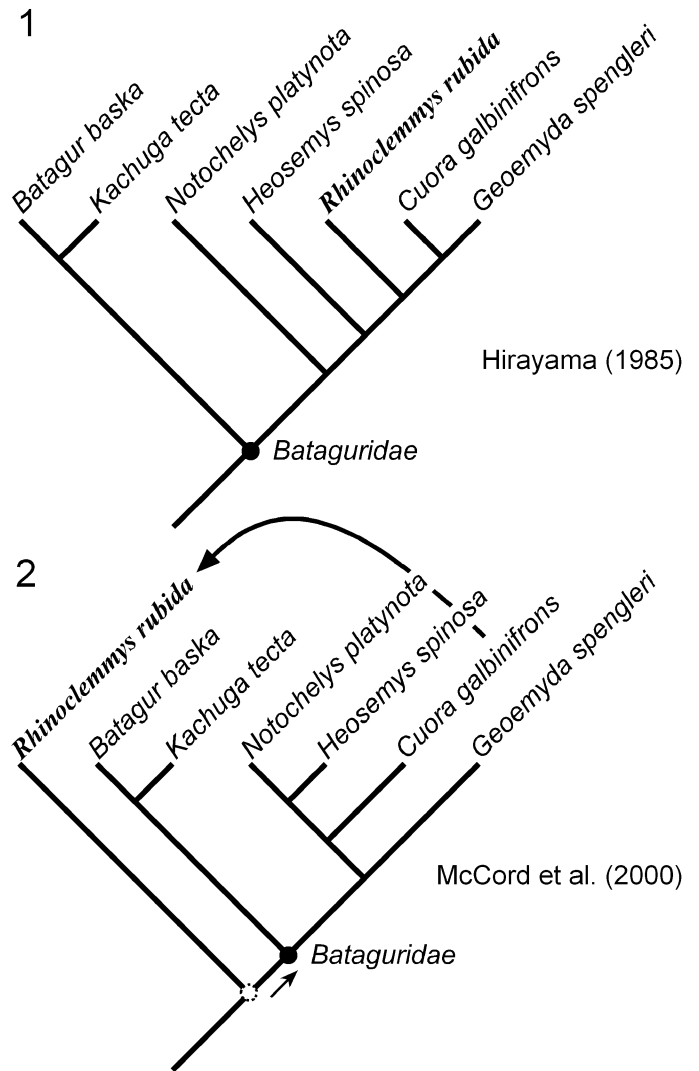 1
Batagur baska
Kachuga tecta
Notochelys platynota
Heosemys spinosa
Rhinoclemmys rubida
Cuora galbinifrons
Geoemyda spengleri
Hirayama (1985)
Bataguridae
2
Rhinoclemmys rubida
Batagur baska
Kachuga tecta
Notochelys platynota
Heosemys spinosa
Cuora galbinifrons
Geoemyda spengleri
McCord et al. (2000)
Bataguridae